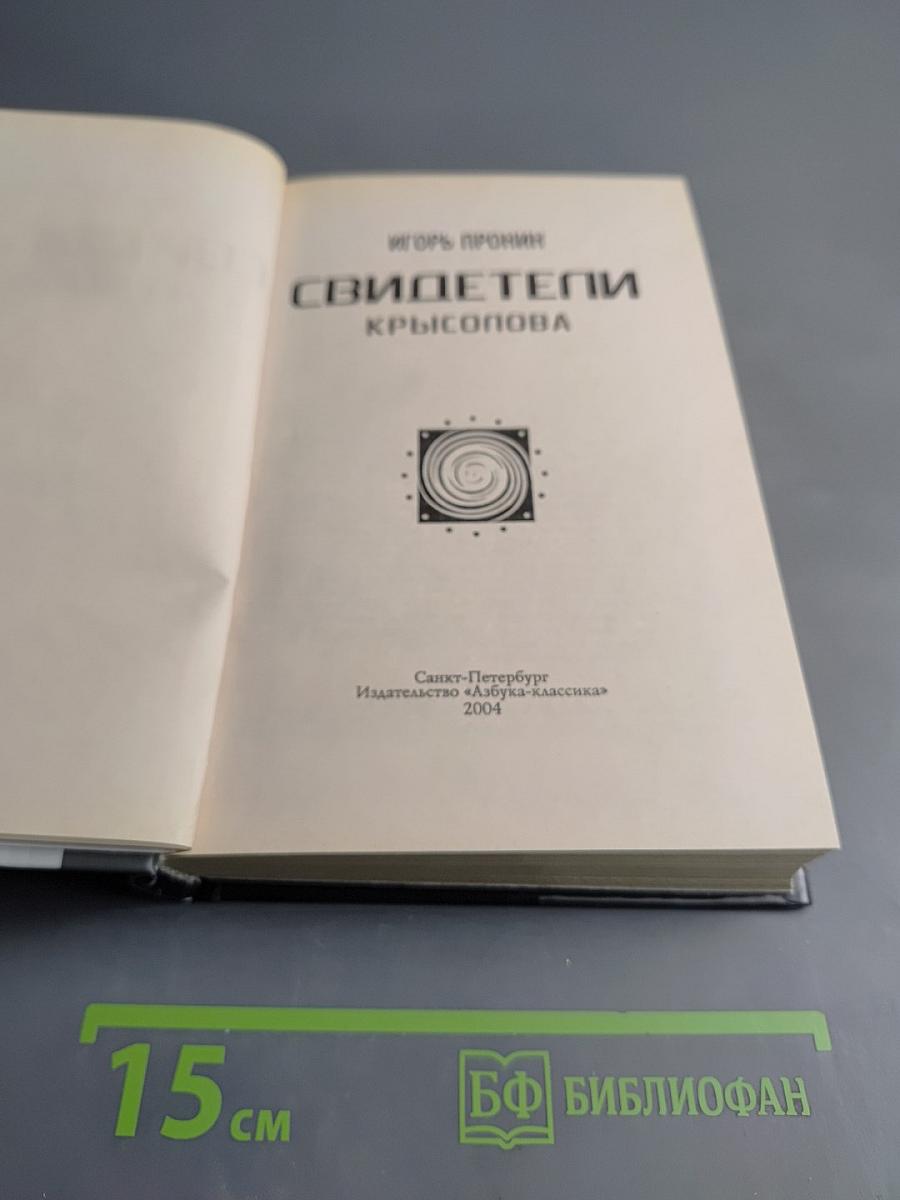 ИГОРЬ ПРОНИН
СВИДЕТЕЛИ
КРЫСОЛОВА
Санкт-Петербург
Издательство «Азбука-классика»
2004
15 см
БФ БИБЛИОФАН